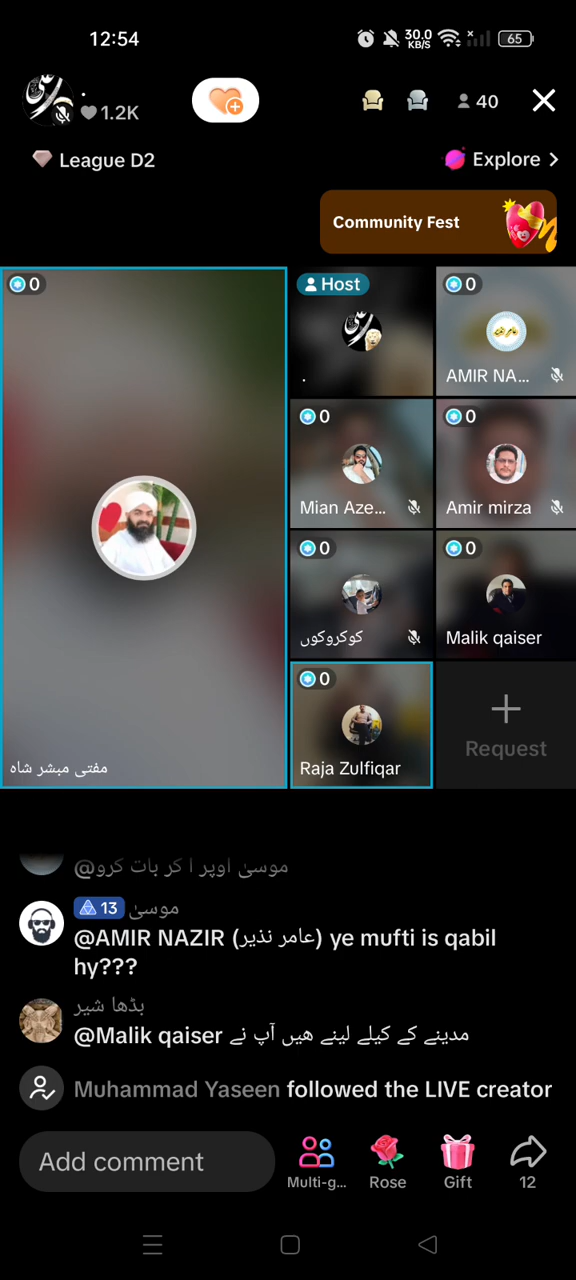 12:54
30.0
KB/S
65
.
1.2K
40
League D2
Explore
Community Fest
0
Host
0
.
AMIR NA...
0
0
Mian Aze...
Amir mirza
0
0
کوکروکوں
Malik qaiser
0
Raja Zulfiqar
Request
مفتی مبشر شاہ
@موسیٰ اوپر ا کر بات کرو
13 موسیٰ
@AMIR NAZIR (عامر نذیر) ye mufti is qabil
hy???
بڈھا شیر
@Malik qaiser مدینے کے کیلے لینے ھیں آپ نے
Muhammad Yaseen followed the LIVE creator
Add comment
Multi-g...
Rose
Gift
12